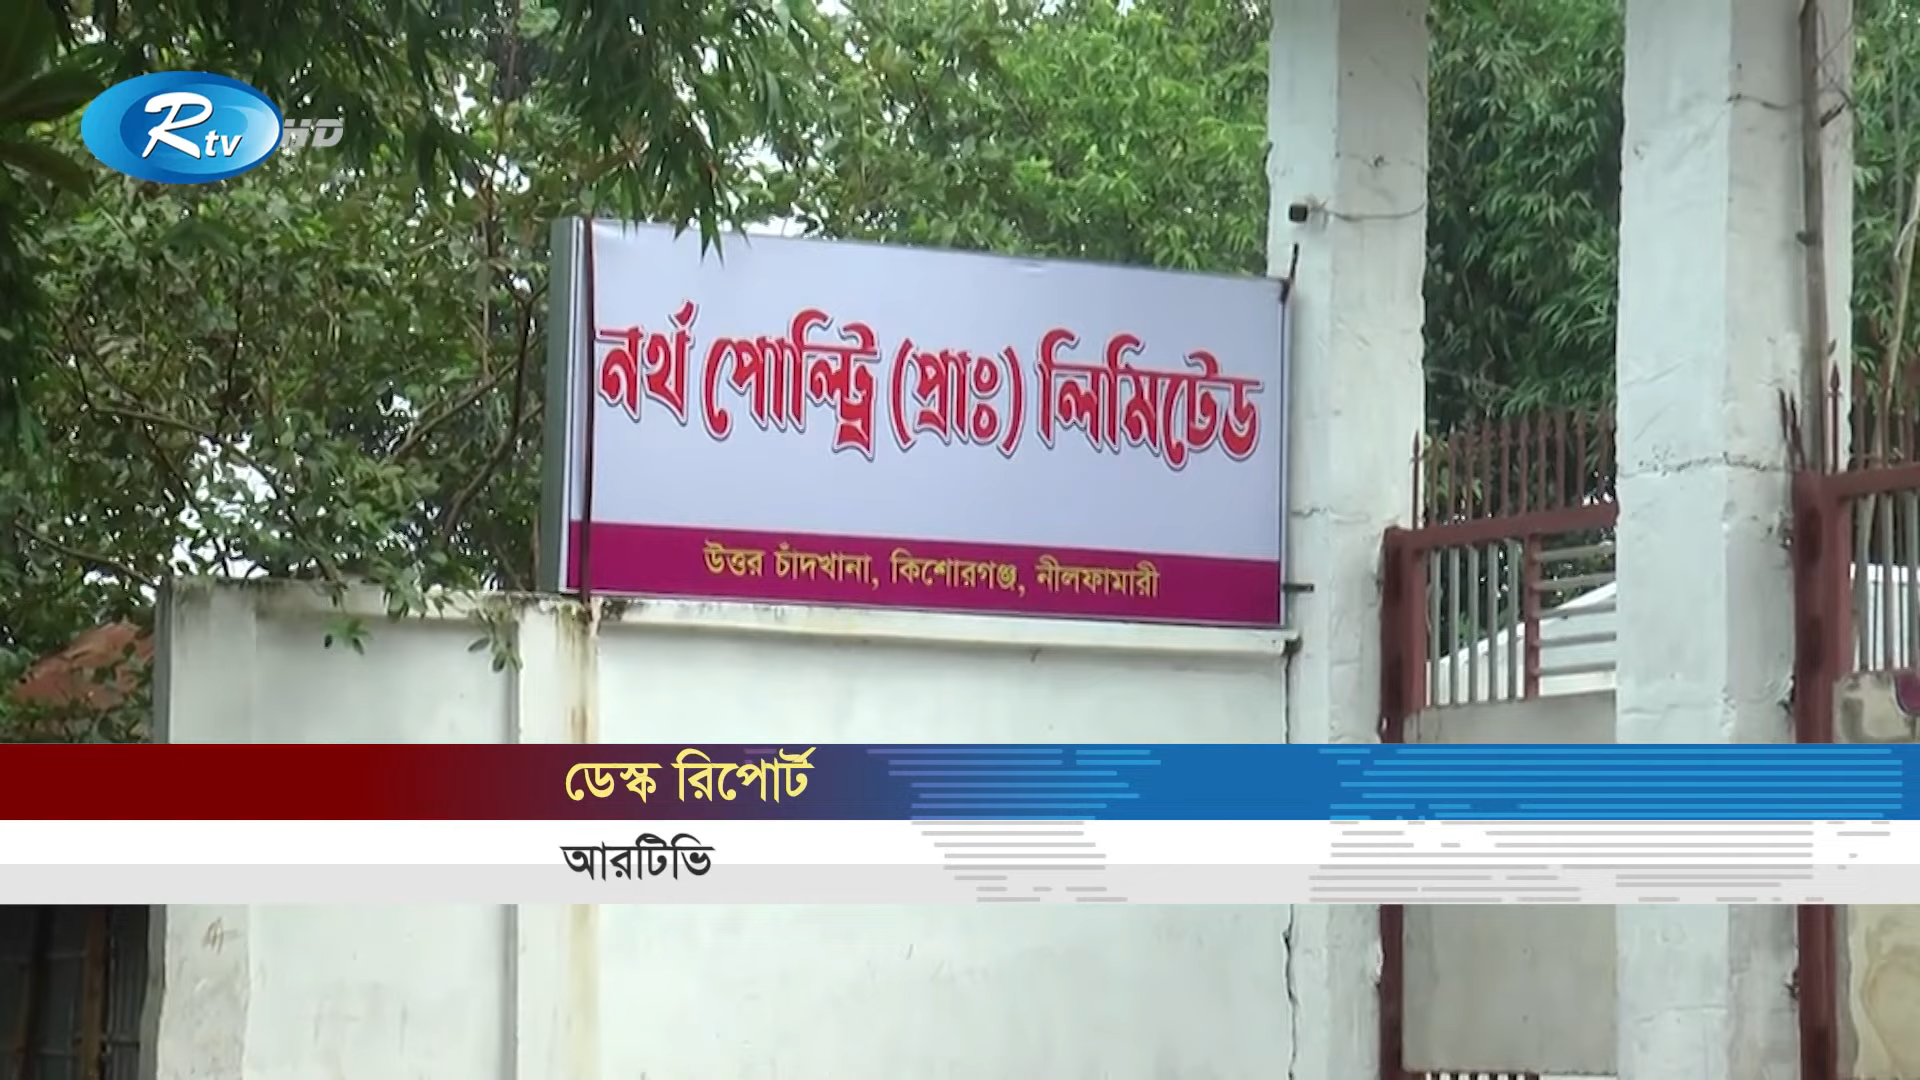 Rtv HD
নর্থ পোল্ট্রি (প্রাঃ) লিমিটেড
উত্তর চাঁদখানা, কিশোরগঞ্জ, নীলফামারী
ডেস্ক রিপোর্ট
আরটিভি